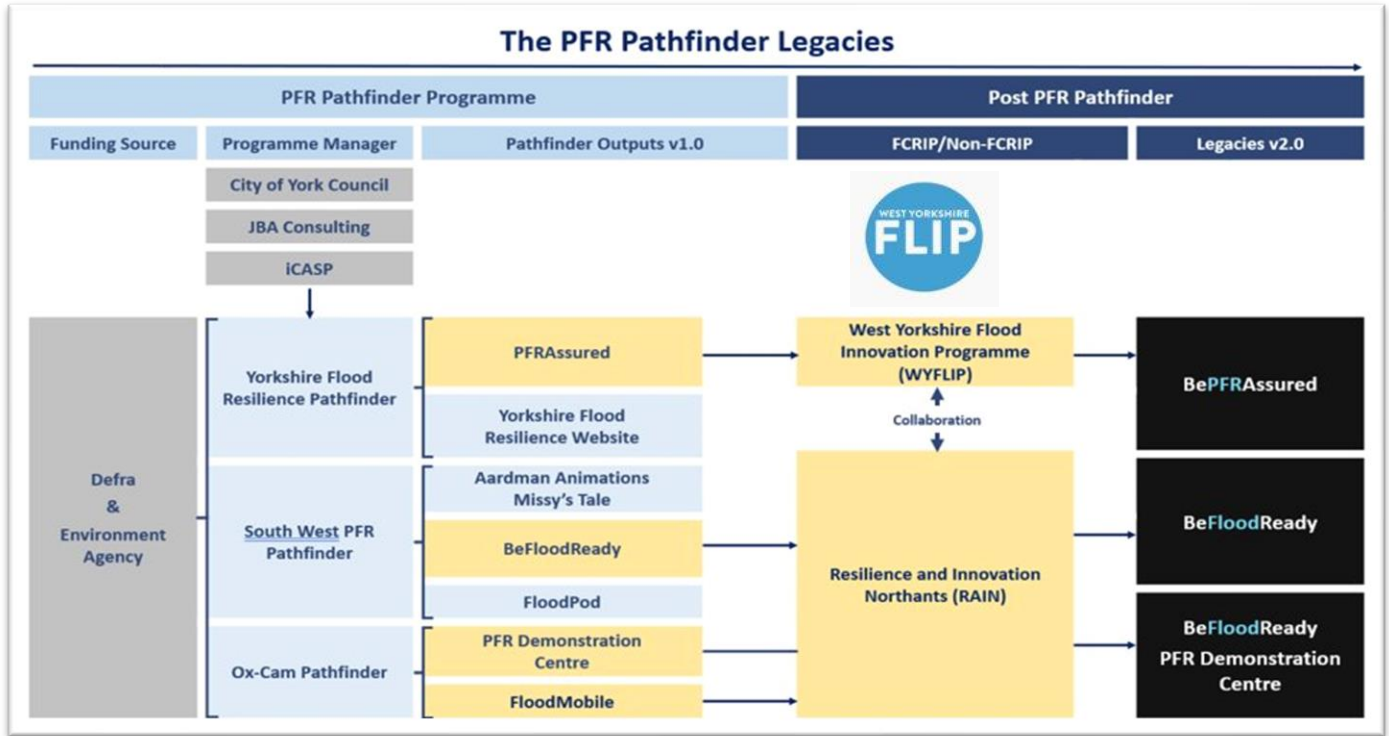 The PFR Pathfinder Legacies
PFR Pathfinder Programme
Post PFR Pathfinder
Funding Source
Programme Manager
Pathfinder Outputs v1.0
FCRIP/Non-FCRIP
Legacies v2.0
City of York Council
JBA Consulting
iCASP
WEST YORKSHIRE
FLIP
Defra
&
Environment
Agency
Yorkshire Flood
Resilience Pathfinder
South West PFR
Pathfinder
Ox-Cam Pathfinder
PFRAssured
Yorkshire Flood
Resilience Website
Aardman Animations
Missy's Tale
BeFloodReady
FloodPod
PFR Demonstration
Centre
FloodMobile
West Yorkshire Flood
Innovation Programme
(WYFLIP)
Collaboration
Resilience and Innovation
Northants (RAIN)
BePFRAssured
BeFloodReady
BeFloodReady
PFR Demonstration
Centre